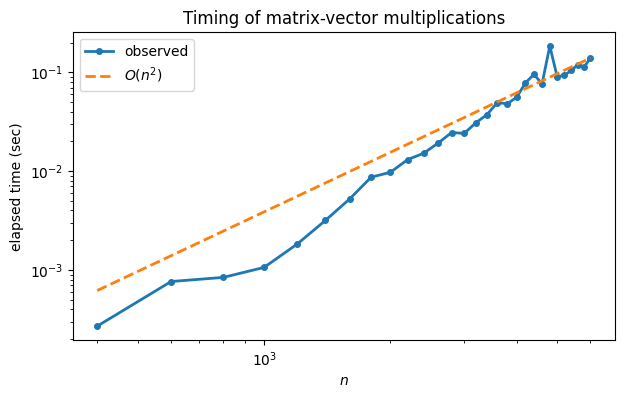 Timing of matrix-vector multiplications
observed
O(n²)
elapsed time (sec)
10⁻¹
10⁻²
10⁻³
10³
n